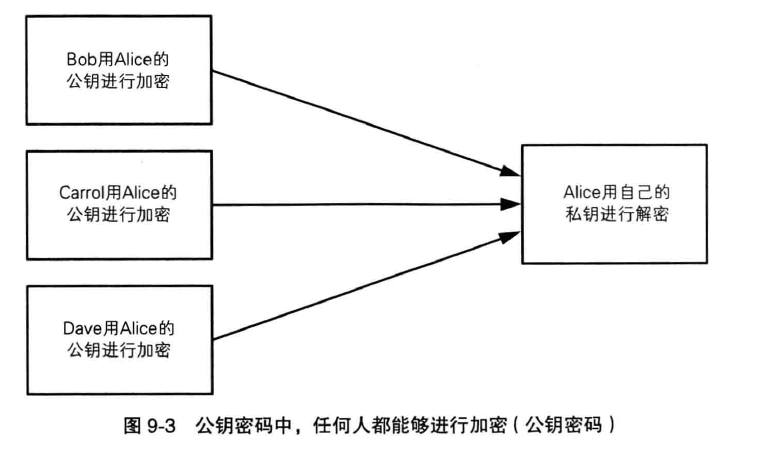 Bob用Alice的
公钥进行加密
Carrol用Alice的
公钥进行加密
Dave用Alice的
公钥进行加密
Alice用自己的
私钥进行解密
图 9-3 公钥密码中，任何人都能够进行加密（公钥密码）